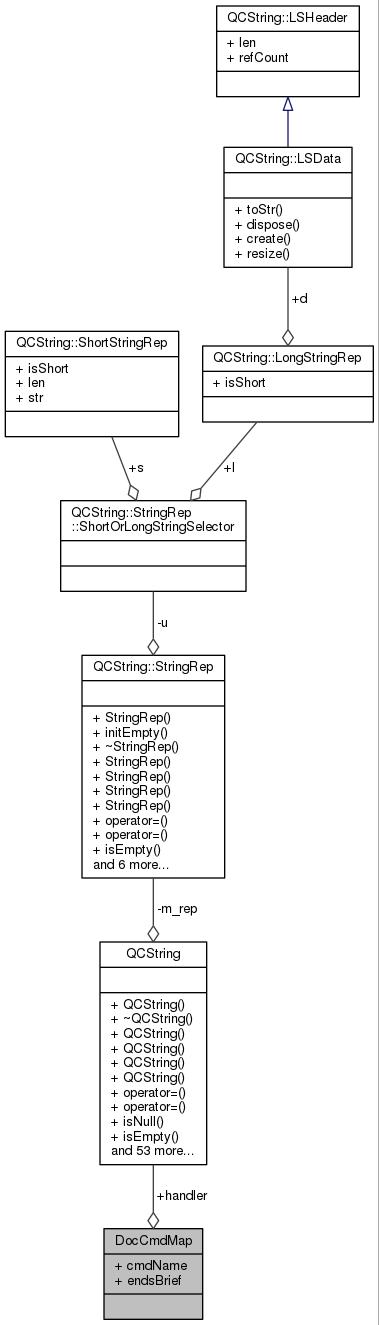 QCString::LSHeader
+ len
+ refCount
QCString::LSData
+ toStr()
+ dispose()
+ create()
+ resize()
+d
QCString::ShortStringRep
+ isShort
+ len
+ str
QCString::LongStringRep
+ isShort
+s
+l
QCString::StringRep
::ShortOrLongStringSelector
-u
QCString::StringRep
+ StringRep()
+ initEmpty()
+ ~StringRep()
+ StringRep()
+ StringRep()
+ StringRep()
+ StringRep()
+ operator=()
+ operator=()
+ isEmpty()
and 6 more...
-m_rep
QCString
+ QCString()
+ ~QCString()
+ QCString()
+ QCString()
+ QCString()
+ QCString()
+ operator=()
+ operator=()
+ isNull()
+ isEmpty()
and 53 more...
+handler
DocCmdMap
+ cmdName
+ endsBrief